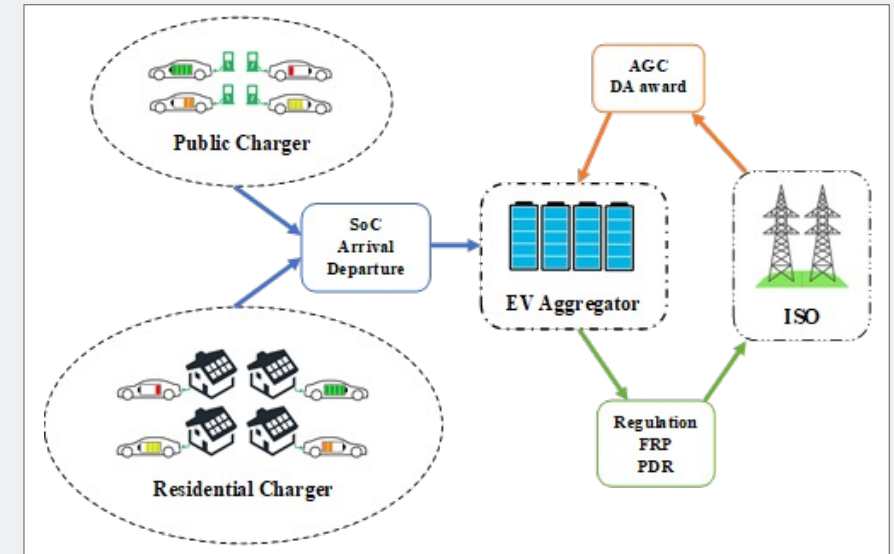 Public Charger
SoC
Arrival
Departure
Residential Charger
EV Aggregator
AGC
DA award
ISO
Regulation
FRP
PDR